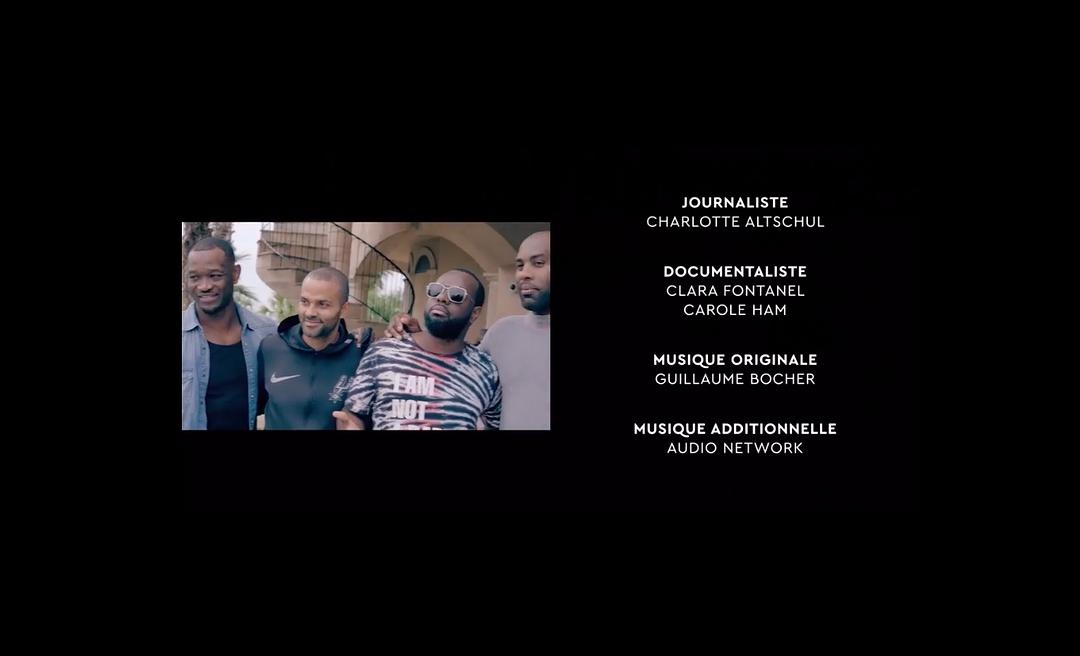 I AM
NOT
JOURNALISTE
CHARLOTTE ALTSCHUL
DOCUMENTALISTE
CLARA FONTANEL
CAROLE HAM
MUSIQUE ORIGINALE
GUILLAUME BOCHER
MUSIQUE ADDITIONNELLE
AUDIO NETWORK